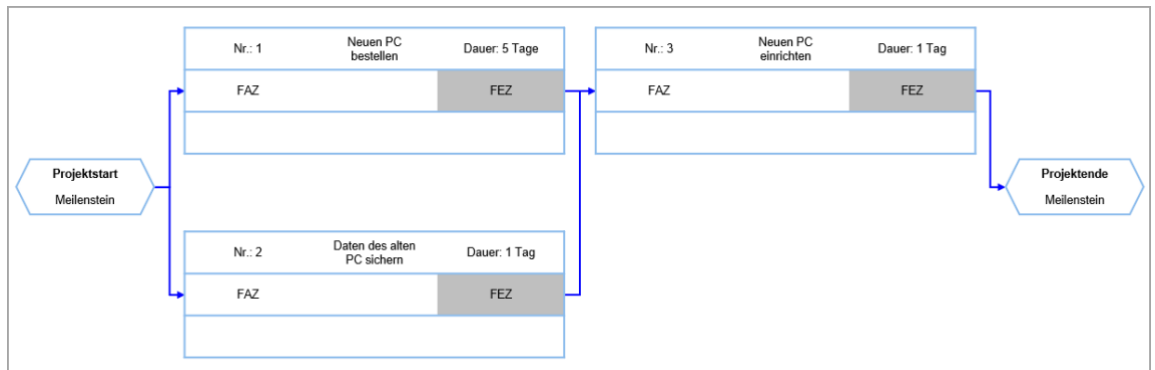 Nr.: 1
Neuen PC
bestellen
Dauer: 5 Tage
FAZ
FEZ
Nr.: 3
Neuen PC
einrichten
Dauer: 1 Tag
FAZ
FEZ
Projektstart
Meilenstein
Projektende
Meilenstein
Nr.: 2
Daten des alten
PC sichern
Dauer: 1 Tag
FAZ
FEZ